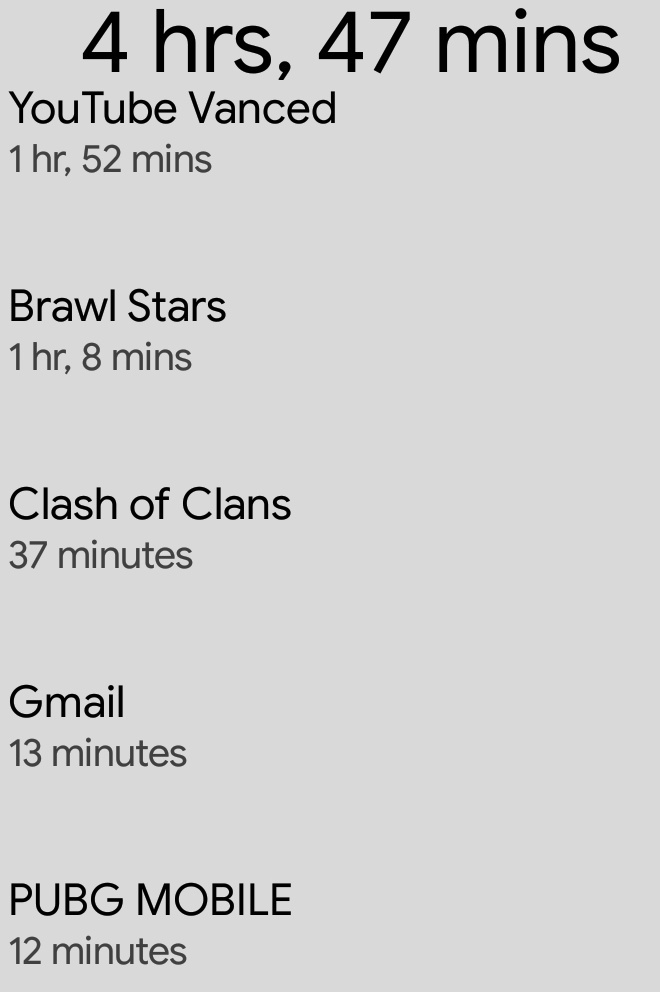 4 hrs, 47 mins
YouTube Vanced
1 hr, 52 mins
Brawl Stars
1 hr, 8 mins
Clash of Clans
37 minutes
Gmail
13 minutes
PUBG MOBILE
12 minutes